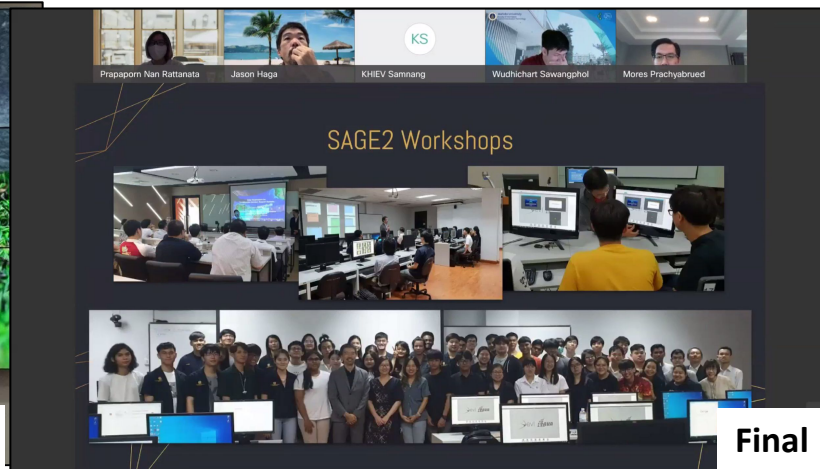 KS
Prapaporn Nan Rattanata
Jason Haga
KHIEV Samnang
Wudhichart Sawangphol
Mores Prachyabrued
SAGE2 Workshops
Final